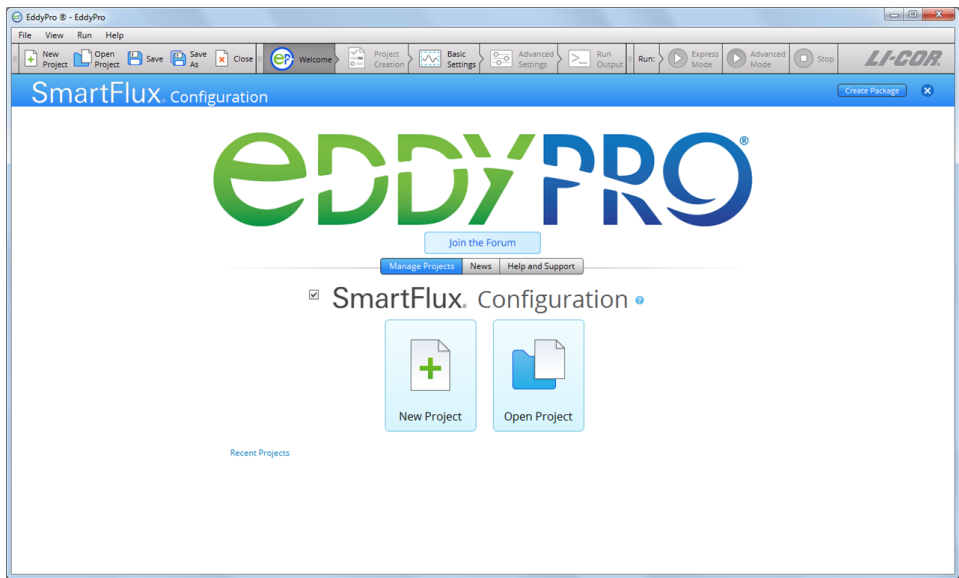 EddyPro ® - EddyPro
File View Run Help
New Project Open Project Save Save As Close eP Welcome Project Creation Basic Settings Advanced Settings Run Output Run: Express Mode Advanced Mode Stop LI-COR.
SmartFlux® Configuration Create Package
eDDYPRO®
Join the Forum
Manage Projects News Help and Support
SmartFlux® Configuration ?
New Project Open Project
Recent Projects